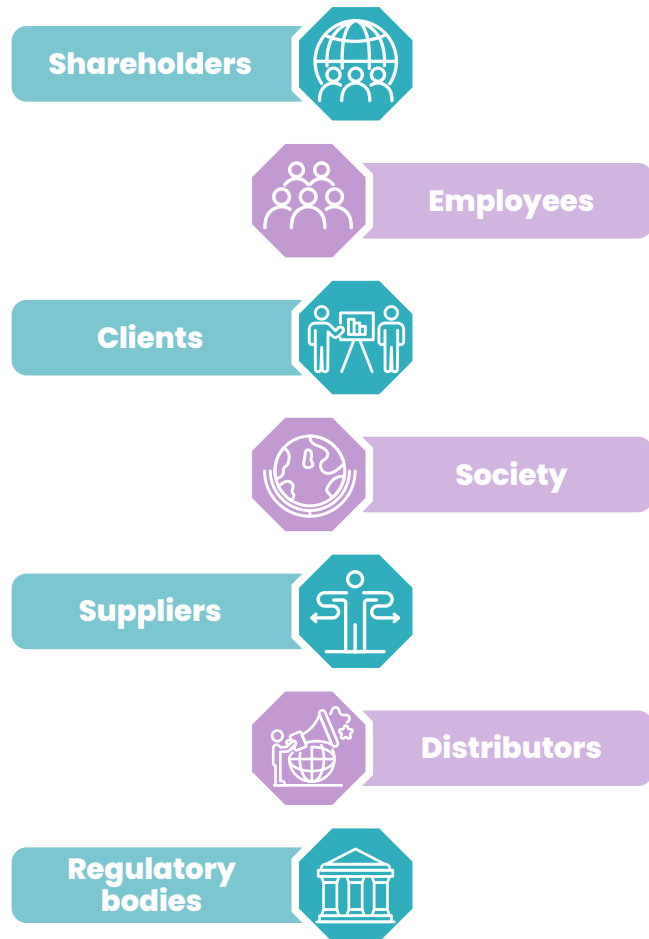 Shareholders
Employees
Clients
Society
Suppliers
Distributors
Regulatory
bodies